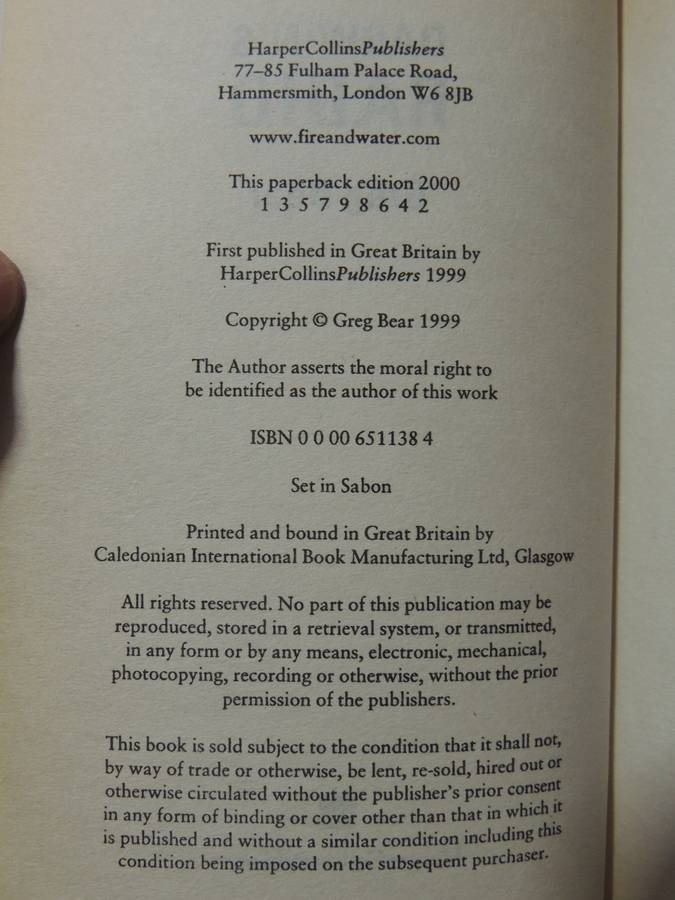 HarperCollinsPublishers
77–85 Fulham Palace Road,
Hammersmith, London W6 8JB
www.fireandwater.com
This paperback edition 2000
1 3 5 7 9 8 6 4 2
First published in Great Britain by
HarperCollinsPublishers 1999
Copyright © Greg Bear 1999
The Author asserts the moral right to
be identified as the author of this work
ISBN 0 0 00 651138 4
Set in Sabon
Printed and bound in Great Britain by
Caledonian International Book Manufacturing Ltd, Glasgow
All rights reserved. No part of this publication may be
reproduced, stored in a retrieval system, or transmitted,
in any form or by any means, electronic, mechanical,
photocopying, recording or otherwise, without the prior
permission of the publishers.
This book is sold subject to the condition that it shall not,
by way of trade or otherwise, be lent, re-sold, hired out or
otherwise circulated without the publisher's prior consent
in any form of binding or cover other than that in which it
is published and without a similar condition including this
condition being imposed on the subsequent purchaser.